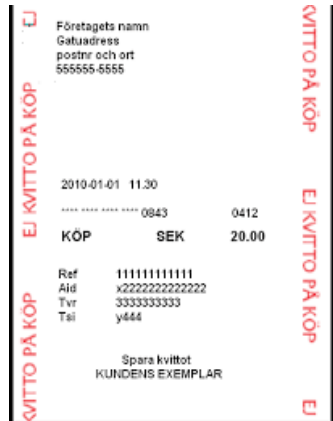 Företagets namn
Gatuadress
postnr och ort
555555-5555
2010-01-01 11.30
**** **** **** **** 0843 0412
KÖP SEK 20.00
Ref 111111111111
Aid x2222222222222
Tvr 3333333333
Tsi y444
Spara kvittot
KUNDENS EXEMPLAR
EJ
EJ KVITTO PÅ KÖP
KVITTO PÅ KÖP
KVITTO PÅ KÖP
EJ KVITTO PÅ KÖP
EJ